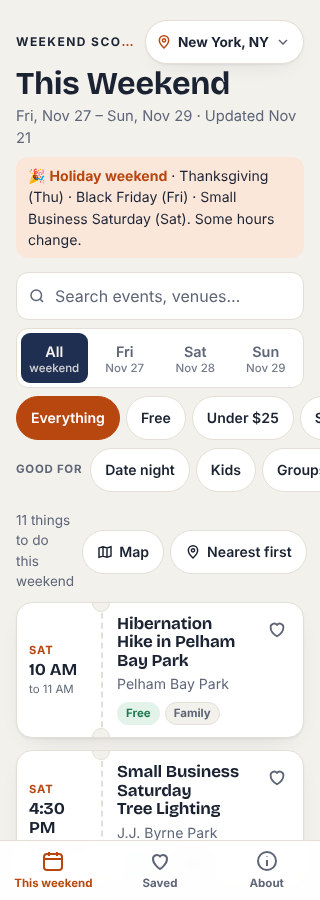 WEEKEND SCO…
New York, NY
This Weekend
Fri, Nov 27 – Sun, Nov 29 · Updated Nov
21
🎉 Holiday weekend · Thanksgiving
(Thu) · Black Friday (Fri) · Small
Business Saturday (Sat). Some hours
change.
Search events, venues...
All
weekend
Fri
Nov 27
Sat
Nov 28
Sun
Nov 29
Everything
Free
Under $25
S
GOOD FOR
Date night
Kids
Group
11 things
to do
this
weekend
Map
Nearest first
SAT
10 AM
to 11 AM
Hibernation
Hike in Pelham
Bay Park
Pelham Bay Park
Free
Family
SAT
4:30
PM
Small Business
Saturday
Tree Lighting
J.J. Byrne Park
This weekend
Saved
About